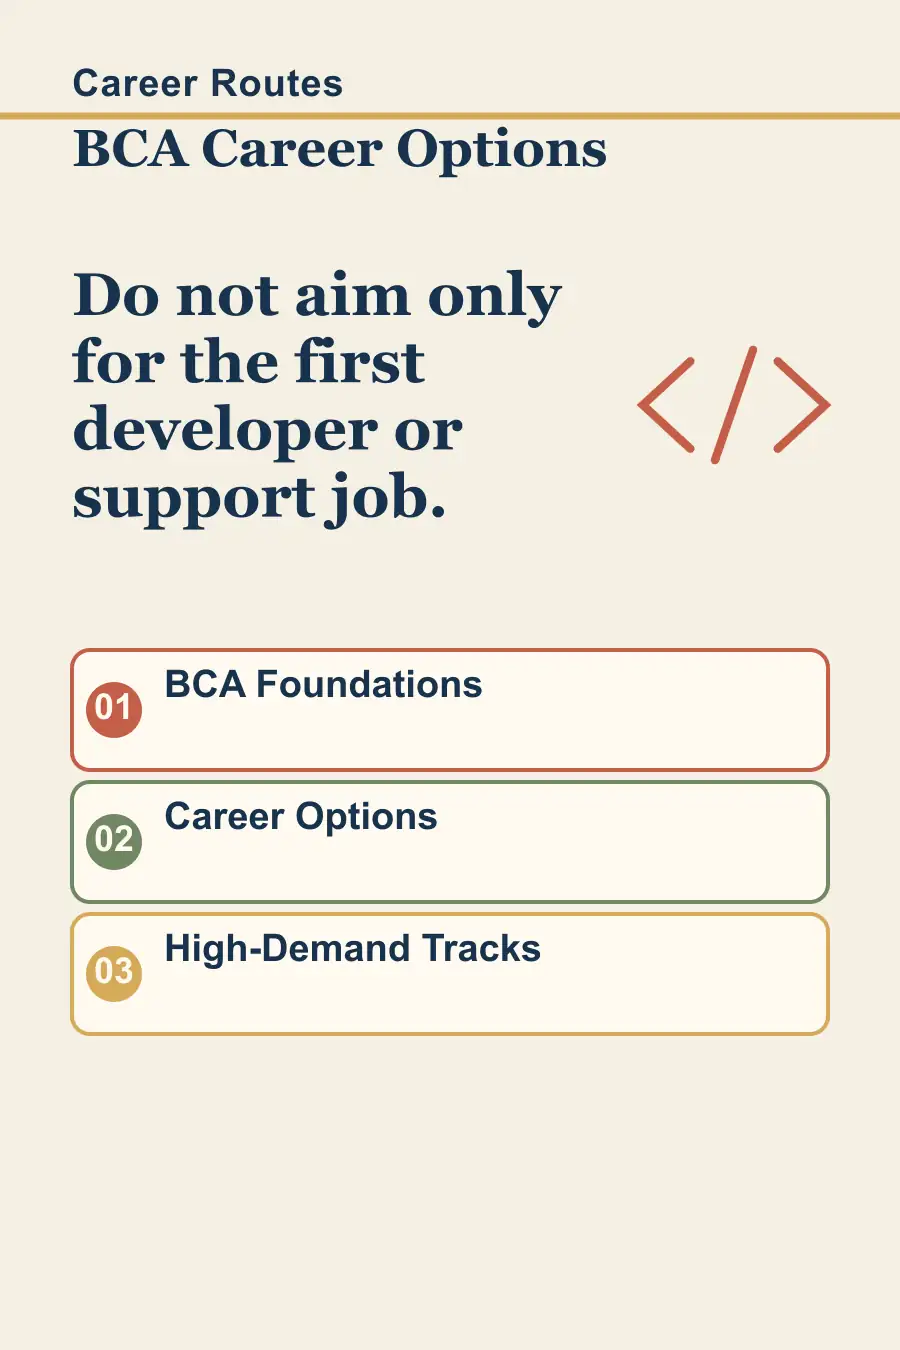 Career Routes
BCA Career Options
Do not aim only
for the first
developer or
support job.
</>
01 BCA Foundations
02 Career Options
03 High-Demand Tracks